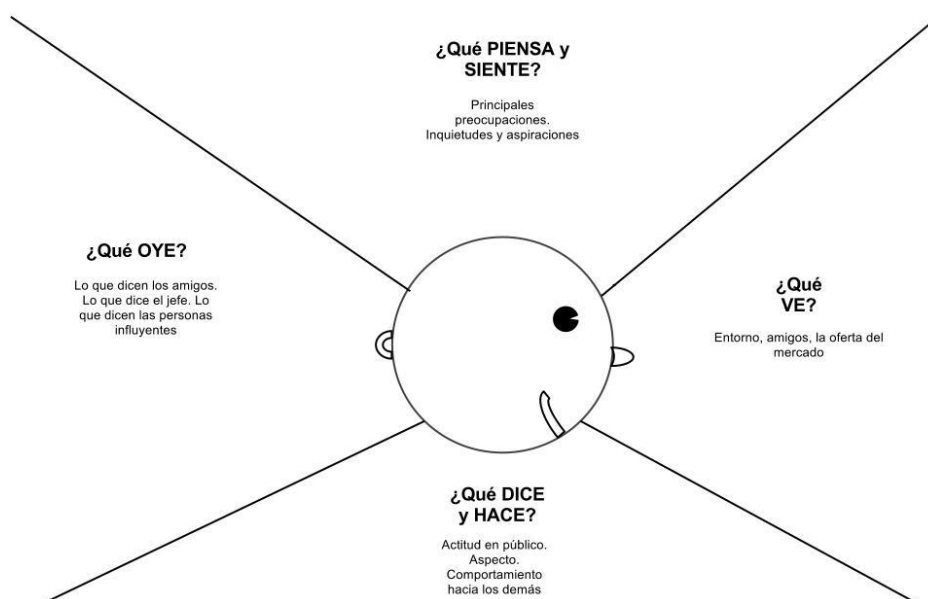 ¿Qué PIENSA y
SIENTE?
Principales
preocupaciones.
Inquietudes y aspiraciones
¿Qué OYE?
Lo que dicen los amigos.
Lo que dice el jefe. Lo
que dicen las personas
influyentes
¿Qué
VE?
Entorno, amigos, la oferta del
mercado
¿Qué DICE
y HACE?
Actitud en público.
Aspecto.
Comportamiento
hacia los demás